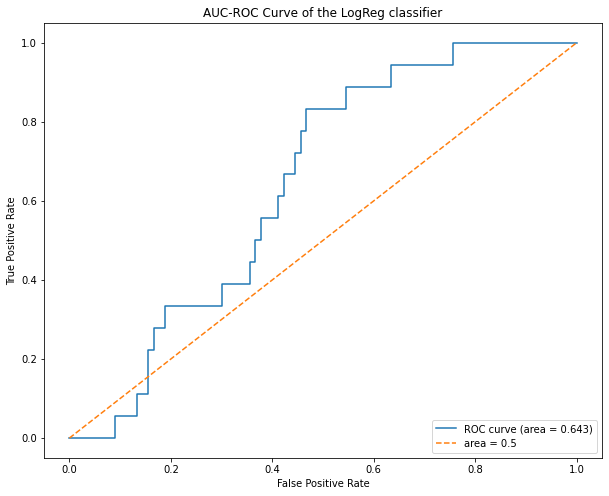 AUC-ROC Curve of the LogReg classifier
True Positive Rate
1.0
0.8
0.6
0.4
0.2
0.0
0.0 0.2 0.4 0.6 0.8 1.0
False Positive Rate
ROC curve (area = 0.643)
area = 0.5